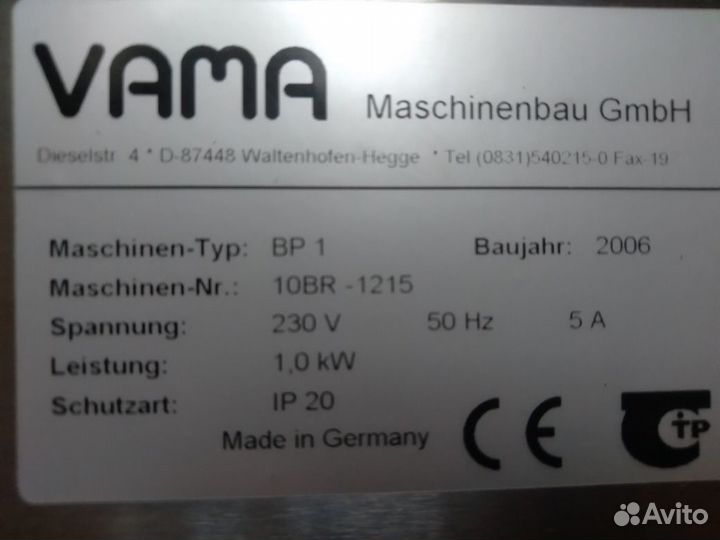 VAMA Maschinenbau GmbH
Dieselstr. 4 * D-87448 Waltenhofen-Hegge * Tel (0831)540215-0 Fax-19
Maschinen-Typ: BP 1 Baujahr: 2006
Maschinen-Nr.: 10BR -1215
Spannung: 230 V 50 Hz 5 A
Leistung: 1,0 kW
Schutzart: IP 20
Made in Germany CE СТР
Avito